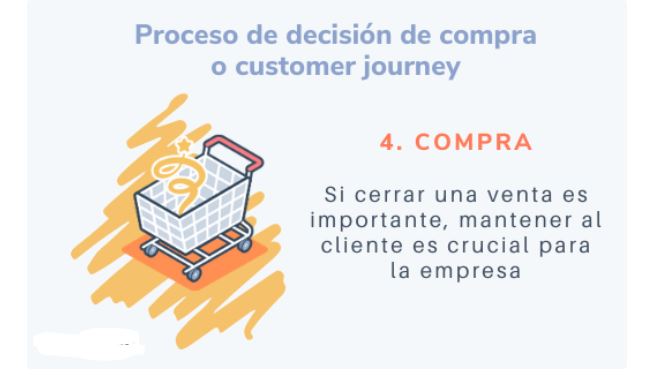 Proceso de decisión de compra
o customer journey
4. COMPRA
Si cerrar una venta es
importante, mantener al
cliente es crucial para
la empresa